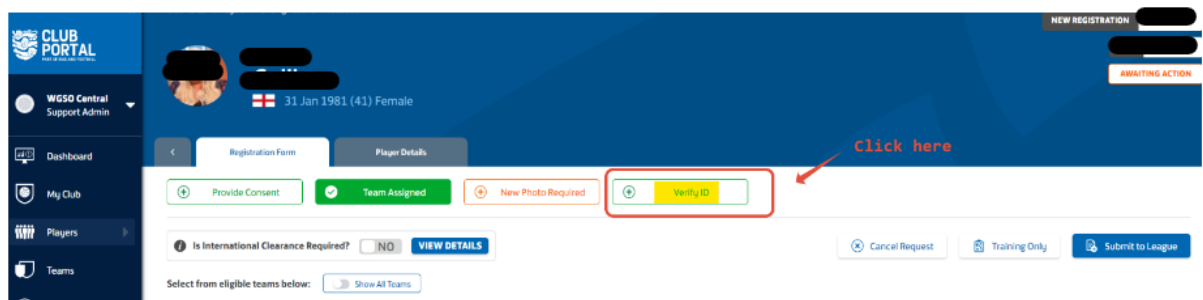 CLUB
PORTAL
PART OF ENGLAND FOOTBALL
NEW REGISTRATION
AWAITING ACTION
WGSO Central
Support Admin
31 Jan 1981 (41) Female
Dashboard
My Club
Players
Teams
<
Registration Form
Player Details
Click here
Provide Consent
Team Assigned
New Photo Required
Verify ID
Is International Clearance Required?
NO
VIEW DETAILS
Cancel Request
Training Only
Submit to League
Select from eligible teams below:
Show All Teams